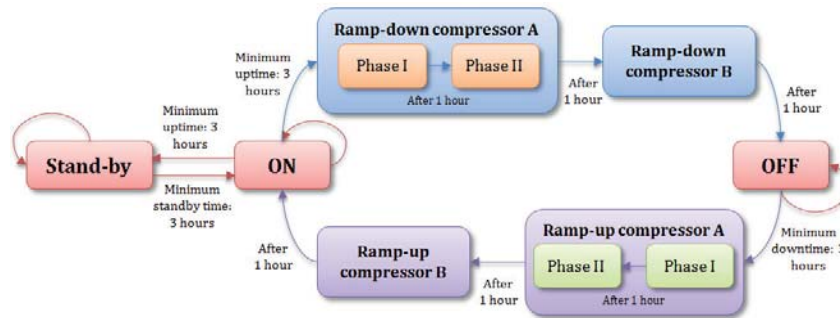 Ramp-down compressor A
Phase I
Phase II
After 1 hour
Minimum
uptime: 3
hours
After
1 hour
Ramp-down
compressor B
After
1 hour
Minimum
uptime: 3
hours
Stand-by
ON
OFF
Minimum
standby time:
3 hours
After
1 hour
Ramp-up
compressor B
After
1 hour
Ramp-up compressor A
Phase II
Phase I
After 1 hour
Minimum
downtime:
hours